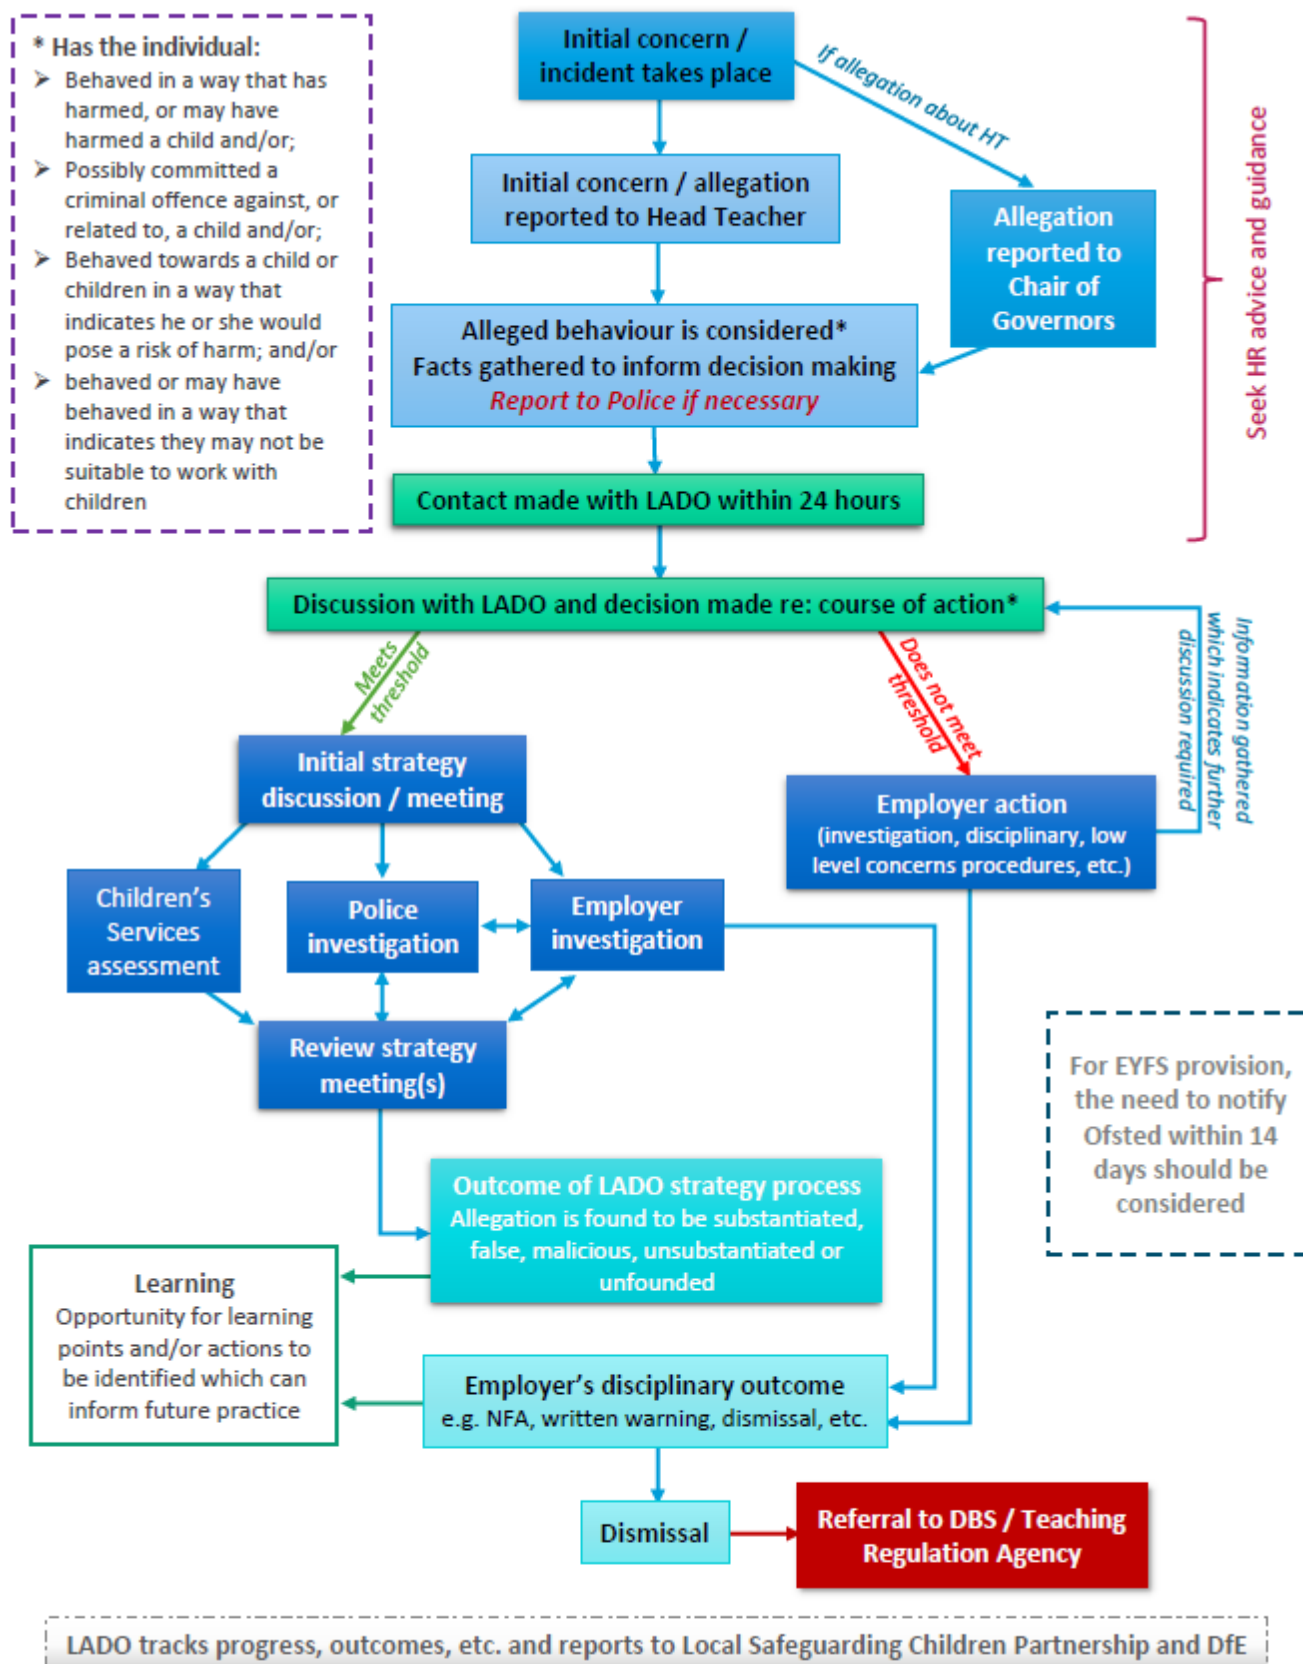 * Has the individual:
➢ Behaved in a way that has
harmed, or may have
harmed a child and/or;
➢ Possibly committed a
criminal offence against, or
related to, a child and/or;
➢ Behaved towards a child or
children in a way that
indicates he or she would
pose a risk of harm; and/or
➢ behaved or may have
behaved in a way that
indicates they may not be
suitable to work with
children
Initial concern /
incident takes place
If allegation about HT
Initial concern / allegation
reported to Head Teacher
Allegation
reported to
Chair of
Governors
Seek HR advice and guidance
Alleged behaviour is considered*
Facts gathered to inform decision making
Report to Police if necessary
Contact made with LADO within 24 hours
Discussion with LADO and decision made re: course of action*
Meets
threshold
Does not meet
threshold
Information gathered
which indicates further
discussion required
Initial strategy
discussion / meeting
Employer action
(investigation, disciplinary, low
level concerns procedures, etc.)
Children's
Services
assessment
Police
investigation
Employer
investigation
Review strategy
meeting(s)
For EYFS provision,
the need to notify
Ofsted within 14
days should be
considered
Outcome of LADO strategy process
Allegation is found to be substantiated,
false, malicious, unsubstantiated or
unfounded
Learning
Opportunity for learning
points and/or actions to
be identified which can
inform future practice
Employer's disciplinary outcome
e.g. NFA, written warning, dismissal, etc.
Dismissal
Referral to DBS / Teaching
Regulation Agency
LADO tracks progress, outcomes, etc. and reports to Local Safeguarding Children Partnership and DfE